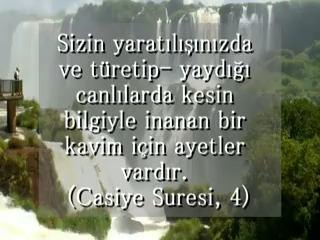 Sizin yaratılışınızda
ve türetip- yaydığı
canlılarda kesin
bilgiyle inanan bir
kavim için ayetler
vardır.
(Casiye Suresi, 4)